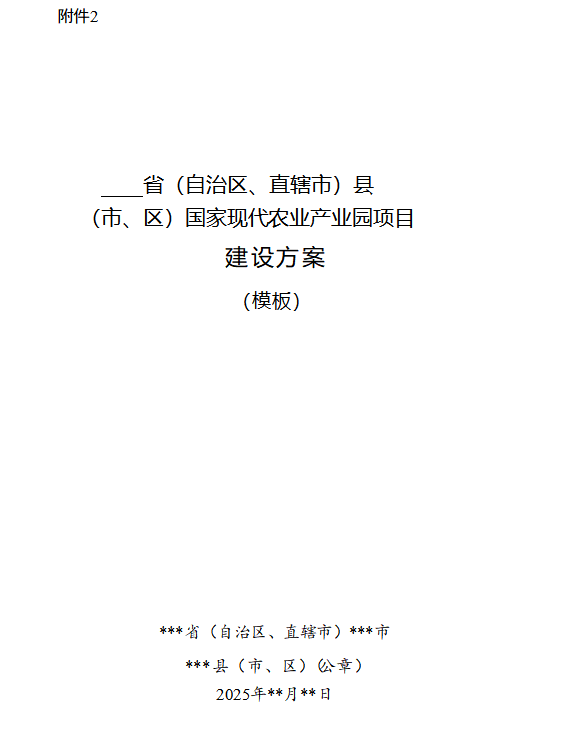 附件2
____省（自治区、直辖市）县
（市、区）国家现代农业产业园项目
建设方案
（模板）
***省（自治区、直辖市）***市
***县（市、区）（公章）
2025年**月**日